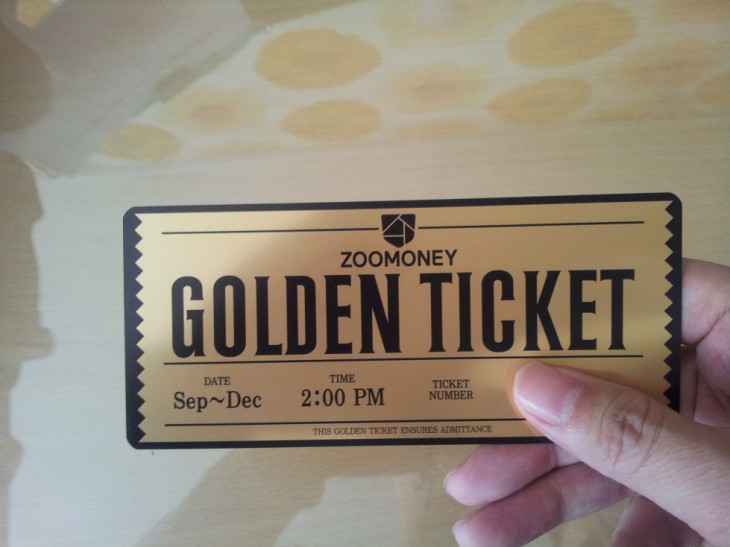 ZOOMONEY
GOLDEN TICKET
DATE
Sep~Dec
TIME
2:00 PM
TICKET
NUMBER
THIS GOLDEN TICKET ENSURES ADMITTANCE